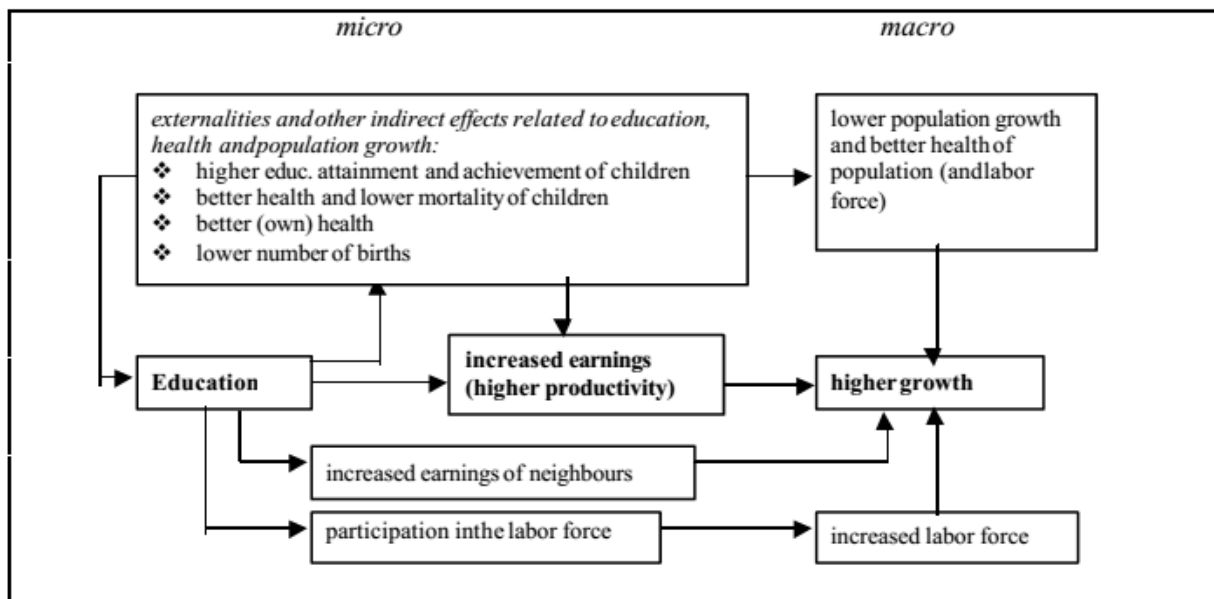 micro
macro
externalities and other indirect effects related to education,
health andpopulation growth:
❖ higher educ. attainment and achievement of children
❖ better health and lower mortality of children
❖ better (own) health
❖ lower number of births
lower population growth
and better health of
population (andlabor
force)
Education
increased earnings
(higher productivity)
higher growth
increased earnings of neighbours
participation inthe labor force
increased labor force